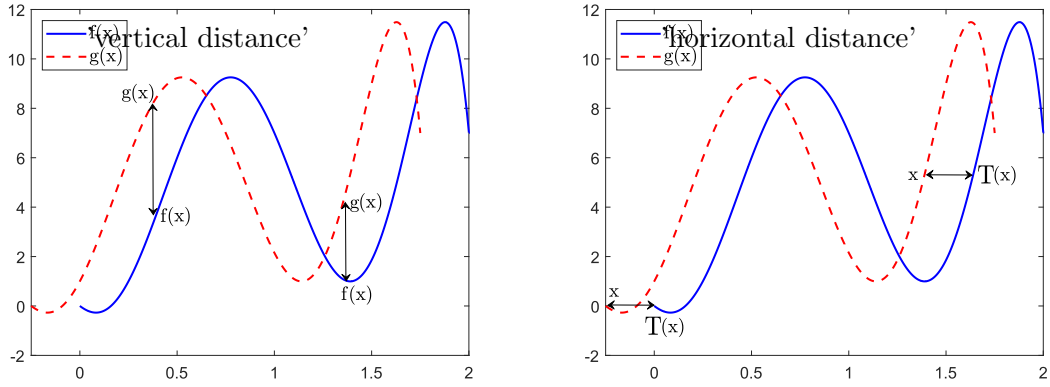 f(x)
'vertical distance'
g(x)
12
10
8
6
4
2
0
-2
g(x)
f(x)
g(x)
f(x)
0
0.5
1
1.5
2
f(x)
'horizontal distance'
g(x)
12
10
8
6
4
2
0
-2
x
T(x)
x
T(x)
0
0.5
1
1.5
2